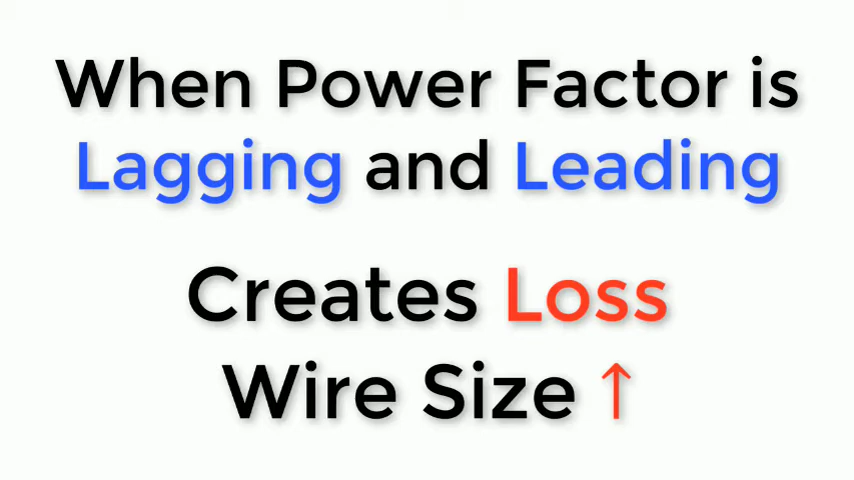 When Power Factor is
Lagging and Leading
Creates Loss
Wire Size ↑